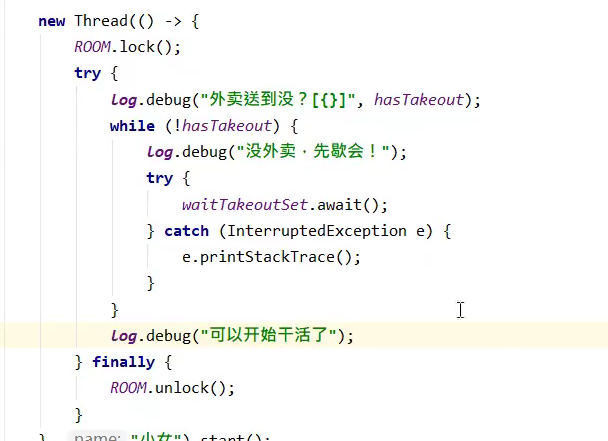 new Thread(() -> {
ROOM.lock();
try {
log.debug("外卖送到没？[{}]", hasTakeout);
while (!hasTakeout) {
log.debug("没外卖，先歇会！");
try {
waitTakeoutSet.await();
} catch (InterruptedException e) {
e.printStackTrace();
}
}
log.debug("可以开始干活了");
} finally {
ROOM.unlock();
}
}, name: "小女").start();